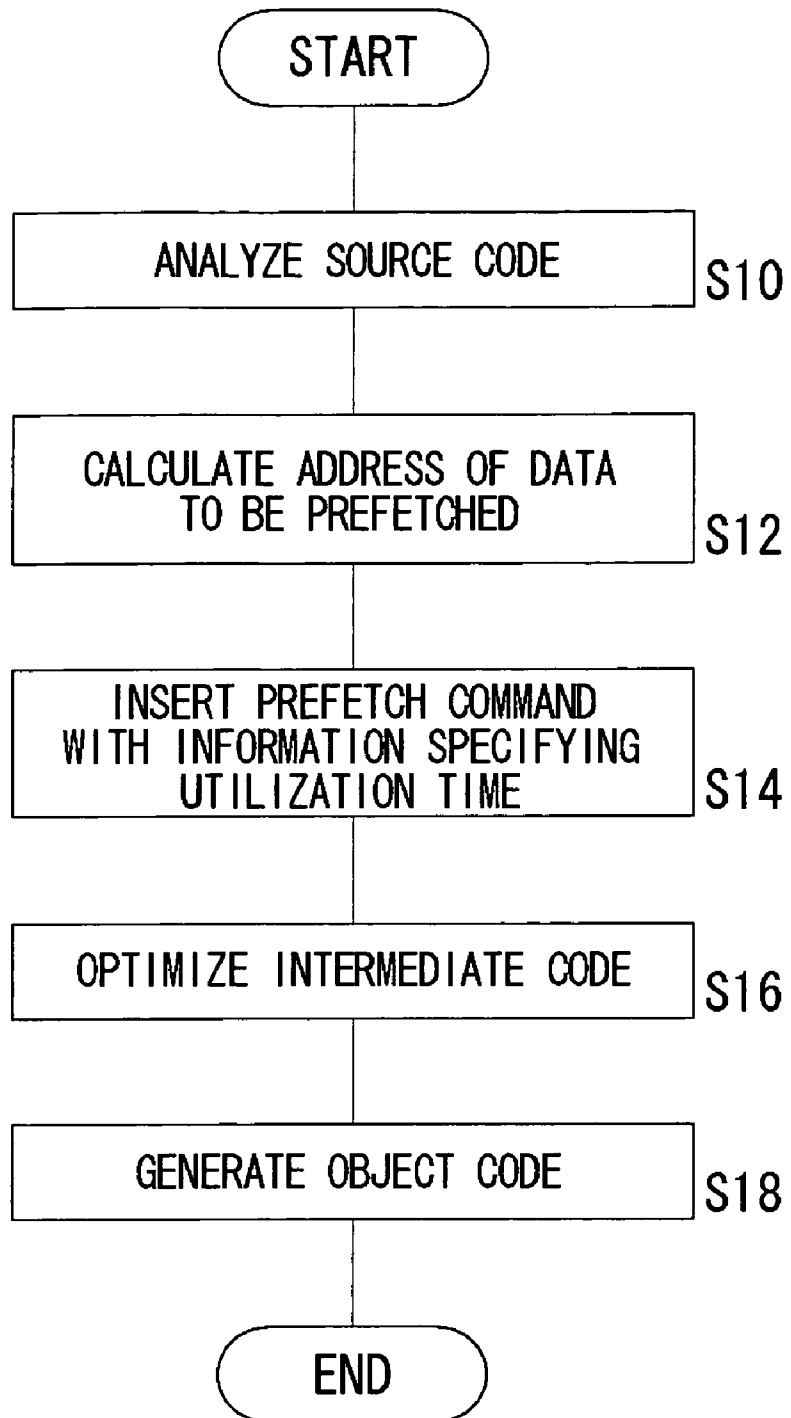 START
ANALYZE SOURCE CODE
S10
CALCULATE ADDRESS OF DATA
TO BE PREFETCHED
S12
INSERT PREFETCH COMMAND
WITH INFORMATION SPECIFYING
UTILIZATION TIME
S14
OPTIMIZE INTERMEDIATE CODE
S16
GENERATE OBJECT CODE
S18
END